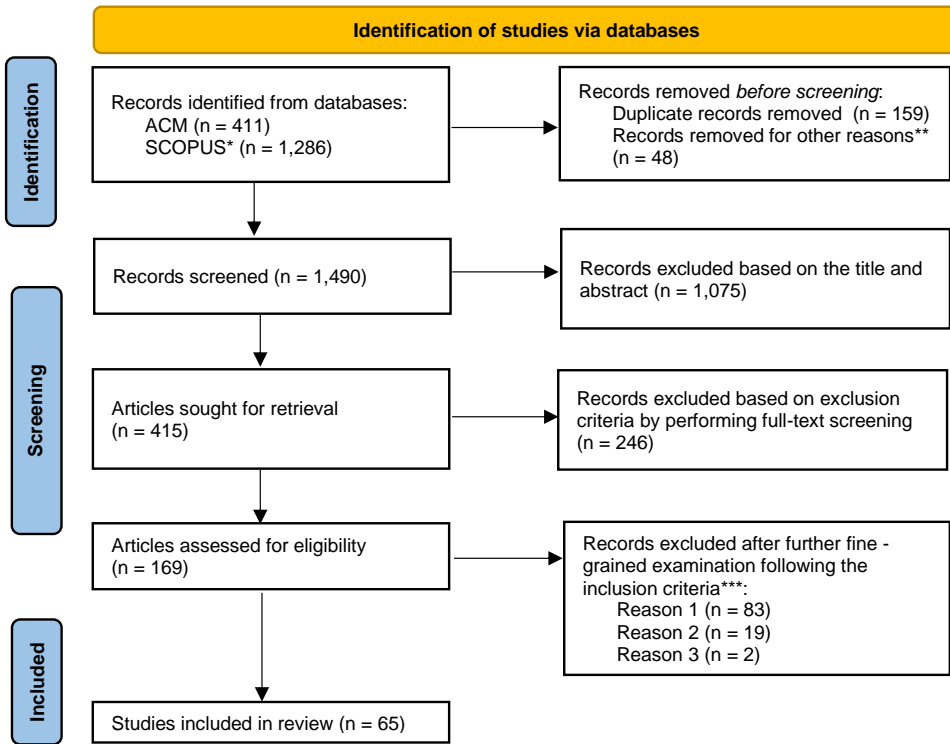 Identification of studies via databases
Identification
Records identified from databases:
ACM (n = 411)
SCOPUS* (n = 1,286)
Records removed before screening:
Duplicate records removed (n = 159)
Records removed for other reasons**
(n = 48)
Screening
Records screened (n = 1,490)
Records excluded based on the title and
abstract (n = 1,075)
Articles sought for retrieval
(n = 415)
Records excluded based on exclusion
criteria by performing full-text screening
(n = 246)
Articles assessed for eligibility
(n = 169)
Records excluded after further fine -
grained examination following the
inclusion criteria***:
Reason 1 (n = 83)
Reason 2 (n = 19)
Reason 3 (n = 2)
Included
Studies included in review (n = 65)